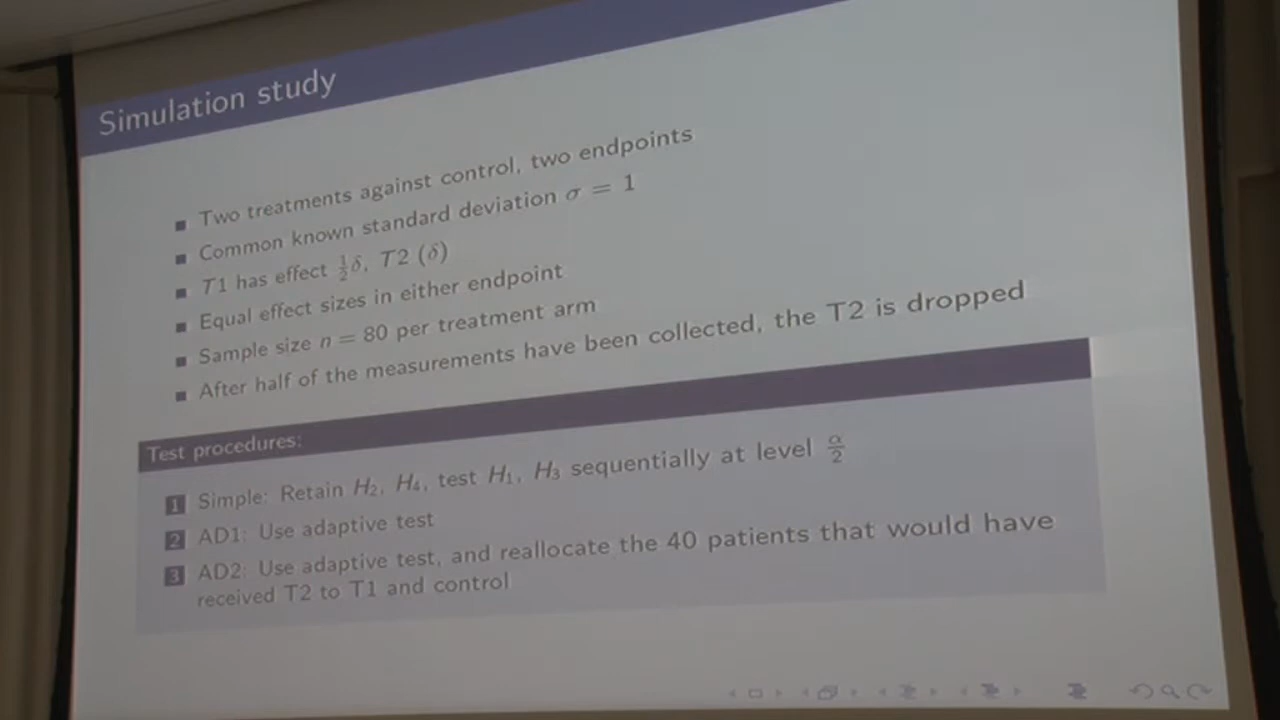 Simulation study
Two treatments against control, two endpoints
Common known standard deviation σ = 1
T1 has effect ½δ, T2 (δ)
Equal effect sizes in either endpoint
Sample size n = 80 per treatment arm
After half of the measurements have been collected, the T2 is dropped
Test procedures:
1 Simple: Retain H₂, H₄, test H₁, H₃ sequentially at level α/2
2 AD1: Use adaptive test
3 AD2: Use adaptive test, and reallocate the 40 patients that would have
received T2 to T1 and control